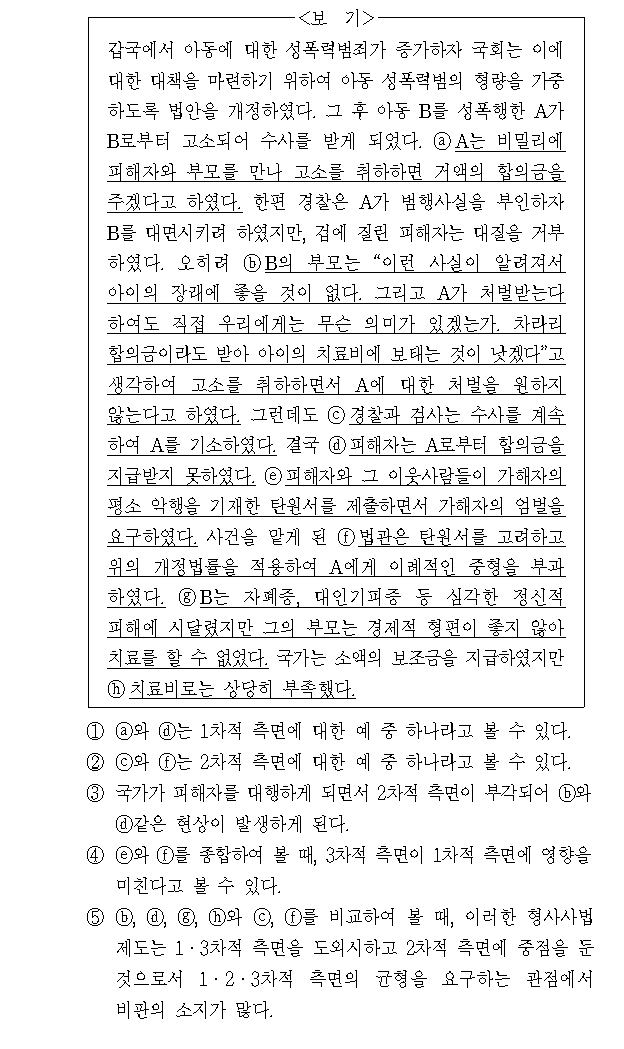 <보 기>
갑국에서 아동에 대한 성폭력범죄가 증가하자 국회는 이에
대한 대책을 마련하기 위하여 아동 성폭력범의 형량을 가중
하도록 법안을 개정하였다. 그 후 아동 B를 성폭행한 A가
B로부터 고소되어 수사를 받게 되었다. ⓐA는 비밀리에
피해자와 부모를 만나 고소를 취하하면 거액의 합의금을
주겠다고 하였다. 한편 경찰은 A가 범행사실을 부인하자
B를 대면시키려 하였지만, 겁에 질린 피해자는 대질을 거부
하였다. 오히려 ⓑB의 부모는 “이런 사실이 알려져서
아이의 장래에 좋을 것이 없다. 그리고 A가 처벌받는다
하여도 직접 우리에게는 무슨 의미가 있겠는가. 차라리
합의금이라도 받아 아이의 치료비에 보태는 것이 낫겠다”고
생각하여 고소를 취하하면서 A에 대한 처벌을 원하지
않는다고 하였다. 그런데도 ⓒ경찰과 검사는 수사를 계속
하여 A를 기소하였다. 결국 ⓓ피해자는 A로부터 합의금을
지급받지 못하였다. ⓔ피해자와 그 이웃사람들이 가해자의
평소 악행을 기재한 탄원서를 제출하면서 가해자의 엄벌을
요구하였다. 사건을 맡게 된 ⓕ법관은 탄원서를 고려하고
위의 개정법률을 적용하여 A에게 이례적인 중형을 부과
하였다. ⓖB는 자폐증, 대인기피증 등 심각한 정신적
피해에 시달렸지만 그의 부모는 경제적 형편이 좋지 않아
치료를 할 수 없었다. 국가는 소액의 보조금을 지급하였지만
ⓗ치료비로는 상당히 부족했다.
① ⓐ와 ⓓ는 1차적 측면에 대한 예 중 하나라고 볼 수 있다.
② ⓒ와 ⓕ는 2차적 측면에 대한 예 중 하나라고 볼 수 있다.
③ 국가가 피해자를 대행하게 되면서 2차적 측면이 부각되어 ⓑ와
ⓓ같은 현상이 발생하게 된다.
④ ⓔ와 ⓕ를 종합하여 볼 때, 3차적 측면이 1차적 측면에 영향을
미친다고 볼 수 있다.
⑤ ⓑ, ⓓ, ⓖ, ⓗ와 ⓒ, ⓕ를 비교하여 볼 때, 이러한 형사사법
제도는 1ㆍ3차적 측면을 도외시하고 2차적 측면에 중점을 둔
것으로서 1ㆍ2ㆍ3차적 측면의 균형을 요구하는 관점에서
비판의 소지가 많다.